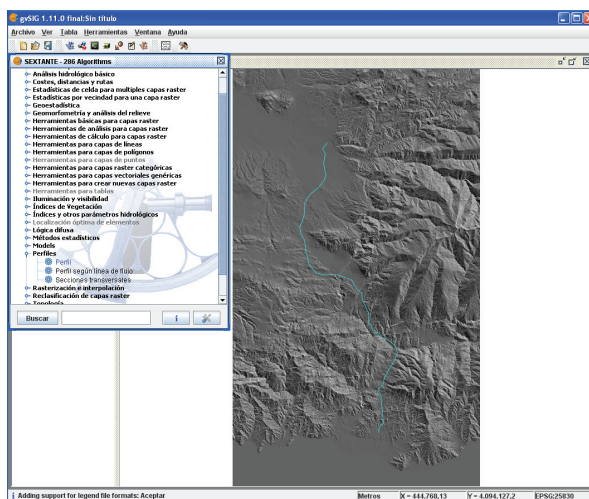 gvSIG 1.11.0 final:Sin título
Archivo Ver Tabla Herramientas Ventana Ayuda
SEXTANTE - 286 Algorithms
Análisis hidrológico básico
Costes, distancias y rutas
Estadísticas de celda para multiples capas raster
Estadísticas por vecindad para una capa raster
Geoestadística
Geomorfometría y análisis del relieve
Herramientas básicas para capas raster
Herramientas de análisis para capas raster
Herramientas de cálculo para capas raster
Herramientas para capas de líneas
Herramientas para capas de polígonos
Herramientas para capas de puntos
Herramientas para capas raster categóricas
Herramientas para capas vectoriales genéricas
Herramientas para crear nuevas capas raster
Herramientas para tablas
Iluminación y visibilidad
Índices de Vegetación
Índices y otros parámetros hidrológicos
Localización óptima de elementos
Lógica difusa
Métodos estadísticos
Models
Perfiles
Perfil
Perfil según línea de flujo
Secciones transversales
Rasterización e interpolación
Reclasificación de capas raster
Topología
Buscar
i
i Adding support for legend file formats: Aceptar
Metros X = 444.768,13 Y = 4.094.127,2 EPSG:25830